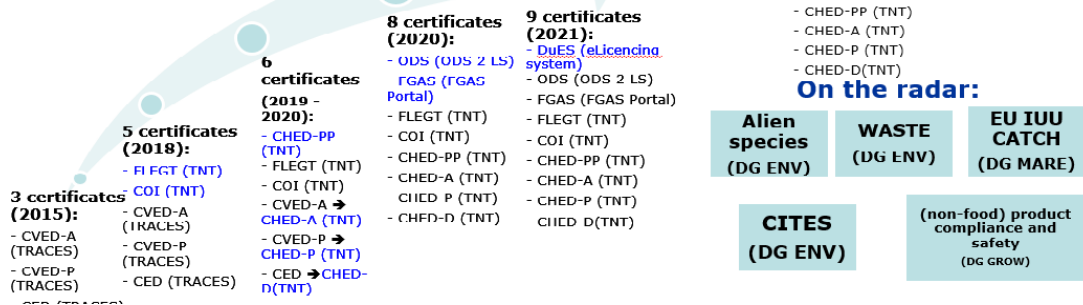 3 certificates
(2015):
- CVED-A
(TRACES)
- CVED-P
(TRACES)
- CED (TRACES)
5 certificates
(2018):
- FLEGT (TNT)
- COI (TNT)
- CVED-A
(TRACES)
- CVED-P
(TRACES)
- CED (TRACES)
6
certificates
(2019 -
2020):
- CHED-PP
(TNT)
- FLEGT (TNT)
- COI (TNT)
- CVED-A ➔
CHED-A (TNT)
- CVED-P ➔
CHED-P (TNT)
- CED ➔CHED-
D(TNT)
8 certificates
(2020):
- ODS (ODS 2 LS)
FGAS (FGAS
Portal)
- FLEGT (TNT)
- COI (TNT)
- CHED-PP (TNT)
- CHED-A (TNT)
CHED-P (TNT)
- CHED-D (TNT)
9 certificates
(2021):
- DuES (eLicencing
system)
- ODS (ODS 2 LS)
- FGAS (FGAS Portal)
- FLEGT (TNT)
- COI (TNT)
- CHED-PP (TNT)
- CHED-A (TNT)
- CHED-P (TNT)
CHED-D(TNT)
- CHED-PP (TNT)
- CHED-A (TNT)
- CHED-P (TNT)
- CHED-D(TNT)
On the radar:
Alien
species
(DG ENV)
WASTE
(DG ENV)
EU IUU
CATCH
(DG MARE)
CITES
(DG ENV)
(non-food) product
compliance and
safety
(DG GROW)